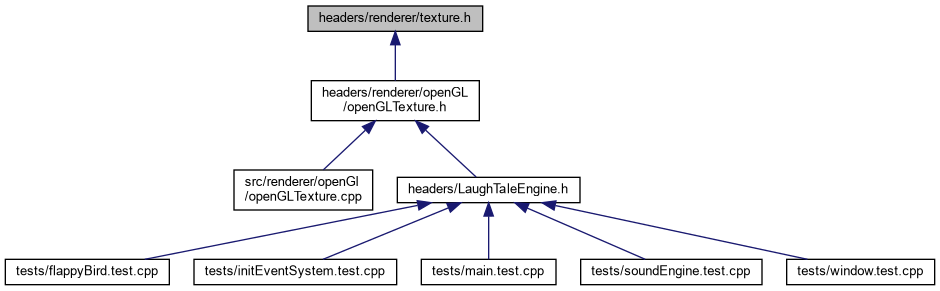 headers/renderer/texture.h
headers/renderer/openGL
/openGLTexture.h
src/renderer/openGl
/openGLTexture.cpp
headers/LaughTaleEngine.h
tests/flappyBird.test.cpp
tests/initEventSystem.test.cpp
tests/main.test.cpp
tests/soundEngine.test.cpp
tests/window.test.cpp